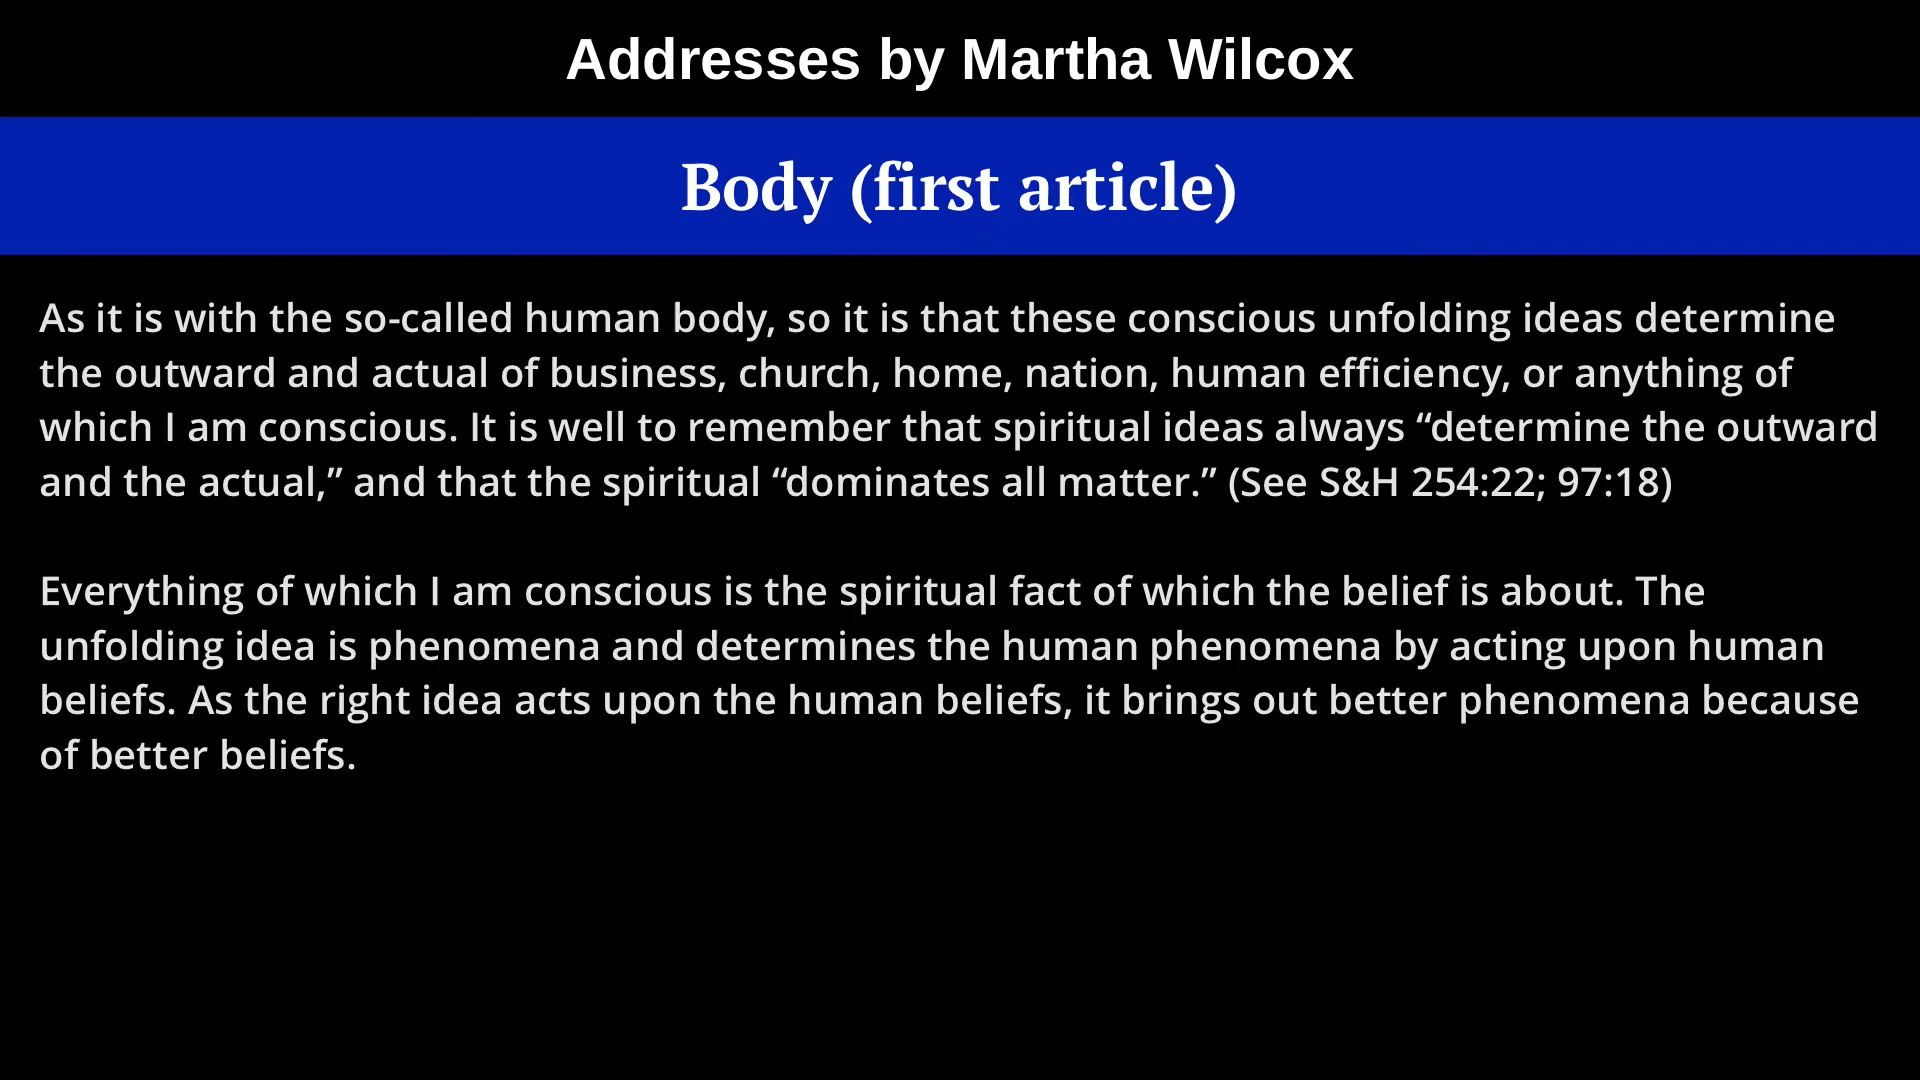 Addresses by Martha Wilcox
Body (first article)
As it is with the so-called human body, so it is that these conscious unfolding ideas determine
the outward and actual of business, church, home, nation, human efficiency, or anything of
which I am conscious. It is well to remember that spiritual ideas always “determine the outward
and the actual,” and that the spiritual “dominates all matter.” (See S&H 254:22; 97:18)
Everything of which I am conscious is the spiritual fact of which the belief is about. The
unfolding idea is phenomena and determines the human phenomena by acting upon human
beliefs. As the right idea acts upon the human beliefs, it brings out better phenomena because
of better beliefs.